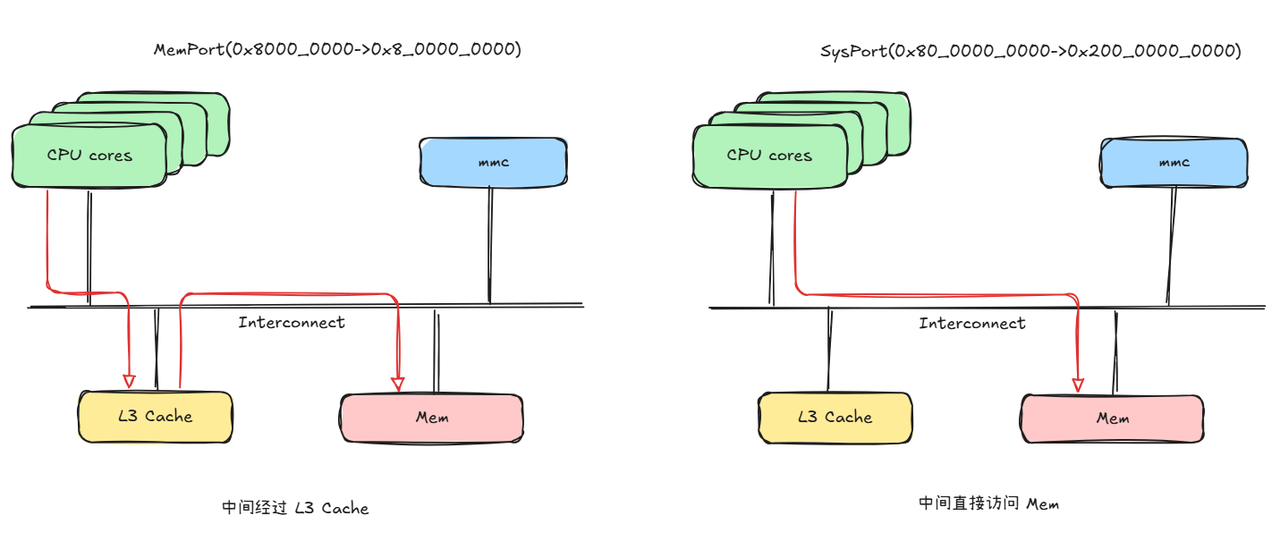 MemPort(0x8000_0000->0x8_0000_0000)
CPU cores
mmc
Interconnect
L3 Cache
Mem
中间经过 L3 Cache
SysPort(0x80_0000_0000->0x200_0000_0000)
CPU cores
mmc
Interconnect
L3 Cache
Mem
中间直接访问 Mem